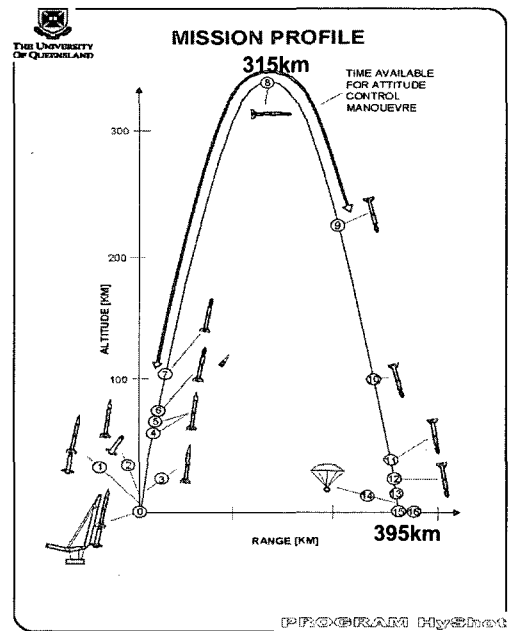 THE UNIVERSITY
OF QUEENSLAND
MISSION PROFILE
315km
TIME AVAILABLE
FOR ATTITUDE
CONTROL
MANOUEVRE
8
300
9
200
ALTITUDE [KM]
7
100
10
6
5
4
11
1
2
3
12
14
13
0
15
16
RANGE [KM]
395km
PROGRAM HyShot